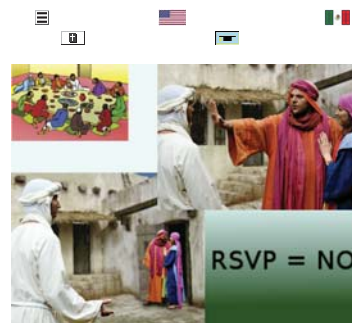 RSVP = NO